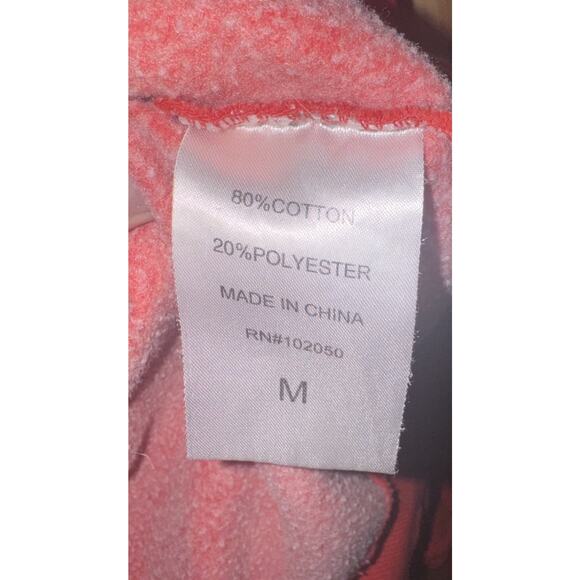 80%COTTON
20%POLYESTER
MADE IN CHINA
RN#102050
M